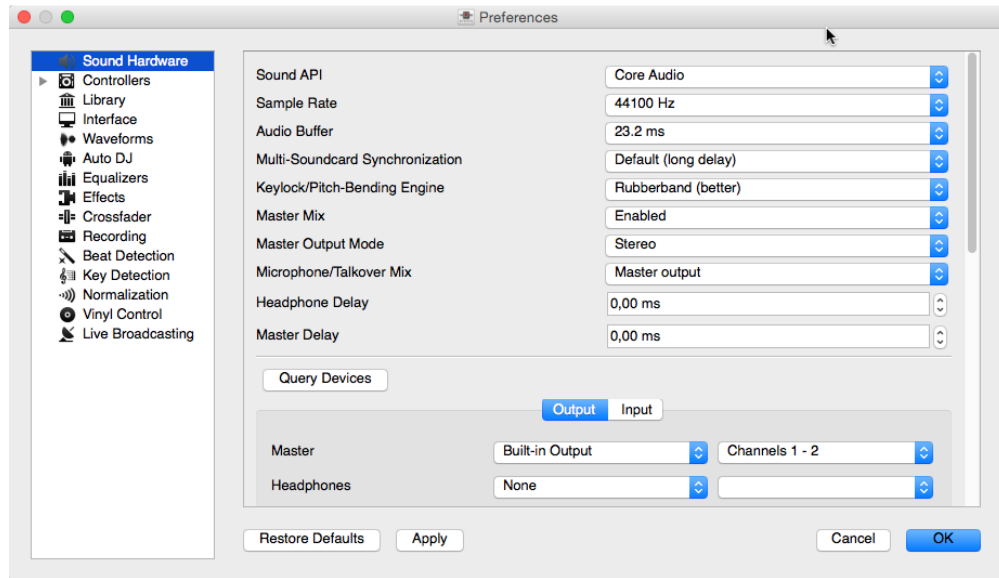 Preferences
Sound Hardware
Controllers
Library
Interface
Waveforms
Auto DJ
Equalizers
Effects
Crossfader
Recording
Beat Detection
Key Detection
Normalization
Vinyl Control
Live Broadcasting
Sound API Core Audio
Sample Rate 44100 Hz
Audio Buffer 23.2 ms
Multi-Soundcard Synchronization Default (long delay)
Keylock/Pitch-Bending Engine Rubberband (better)
Master Mix Enabled
Master Output Mode Stereo
Microphone/Talkover Mix Master output
Headphone Delay 0,00 ms
Master Delay 0,00 ms
Query Devices
Output Input
Master Built-in Output Channels 1 - 2
Headphones None
Restore Defaults Apply Cancel OK